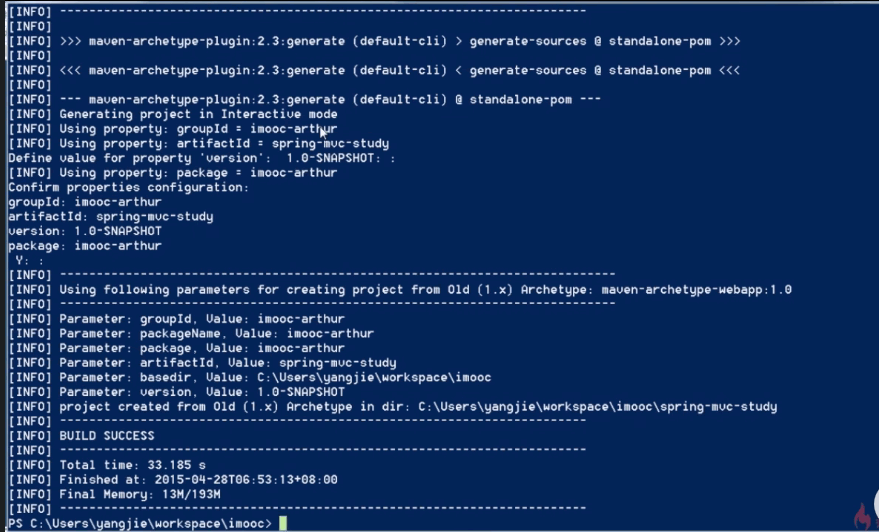 [INFO] ------------------------------------------------------------------------
[INFO]
[INFO] >>> maven-archetype-plugin:2.3:generate (default-cli) > generate-sources @ standalone-pom >>>
[INFO]
[INFO] <<< maven-archetype-plugin:2.3:generate (default-cli) < generate-sources @ standalone-pom <<<
[INFO]
[INFO] --- maven-archetype-plugin:2.3:generate (default-cli) @ standalone-pom ---
[INFO] Generating project in Interactive mode
[INFO] Using property: groupId = imooc-arthur
[INFO] Using property: artifactId = spring-mvc-study
Define value for property 'version':  1.0-SNAPSHOT: :
[INFO] Using property: package = imooc-arthur
Confirm properties configuration:
groupId: imooc-arthur
artifactId: spring-mvc-study
version: 1.0-SNAPSHOT
package: imooc-arthur
 Y: :
[INFO] ----------------------------------------------------------------------------
[INFO] Using following parameters for creating project from Old (1.x) Archetype: maven-archetype-webapp:1.0
[INFO] ----------------------------------------------------------------------------
[INFO] Parameter: groupId, Value: imooc-arthur
[INFO] Parameter: packageName, Value: imooc-arthur
[INFO] Parameter: package, Value: imooc-arthur
[INFO] Parameter: artifactId, Value: spring-mvc-study
[INFO] Parameter: basedir, Value: C:\Users\yangjie\workspace\imooc
[INFO] Parameter: version, Value: 1.0-SNAPSHOT
[INFO] project created from Old (1.x) Archetype in dir: C:\Users\yangjie\workspace\imooc\spring-mvc-study
[INFO] ------------------------------------------------------------------------
[INFO] BUILD SUCCESS
[INFO] ------------------------------------------------------------------------
[INFO] Total time: 33.185 s
[INFO] Finished at: 2015-04-28T06:53:13+08:00
[INFO] Final Memory: 13M/193M
[INFO] ------------------------------------------------------------------------
PS C:\Users\yangjie\workspace\imooc>